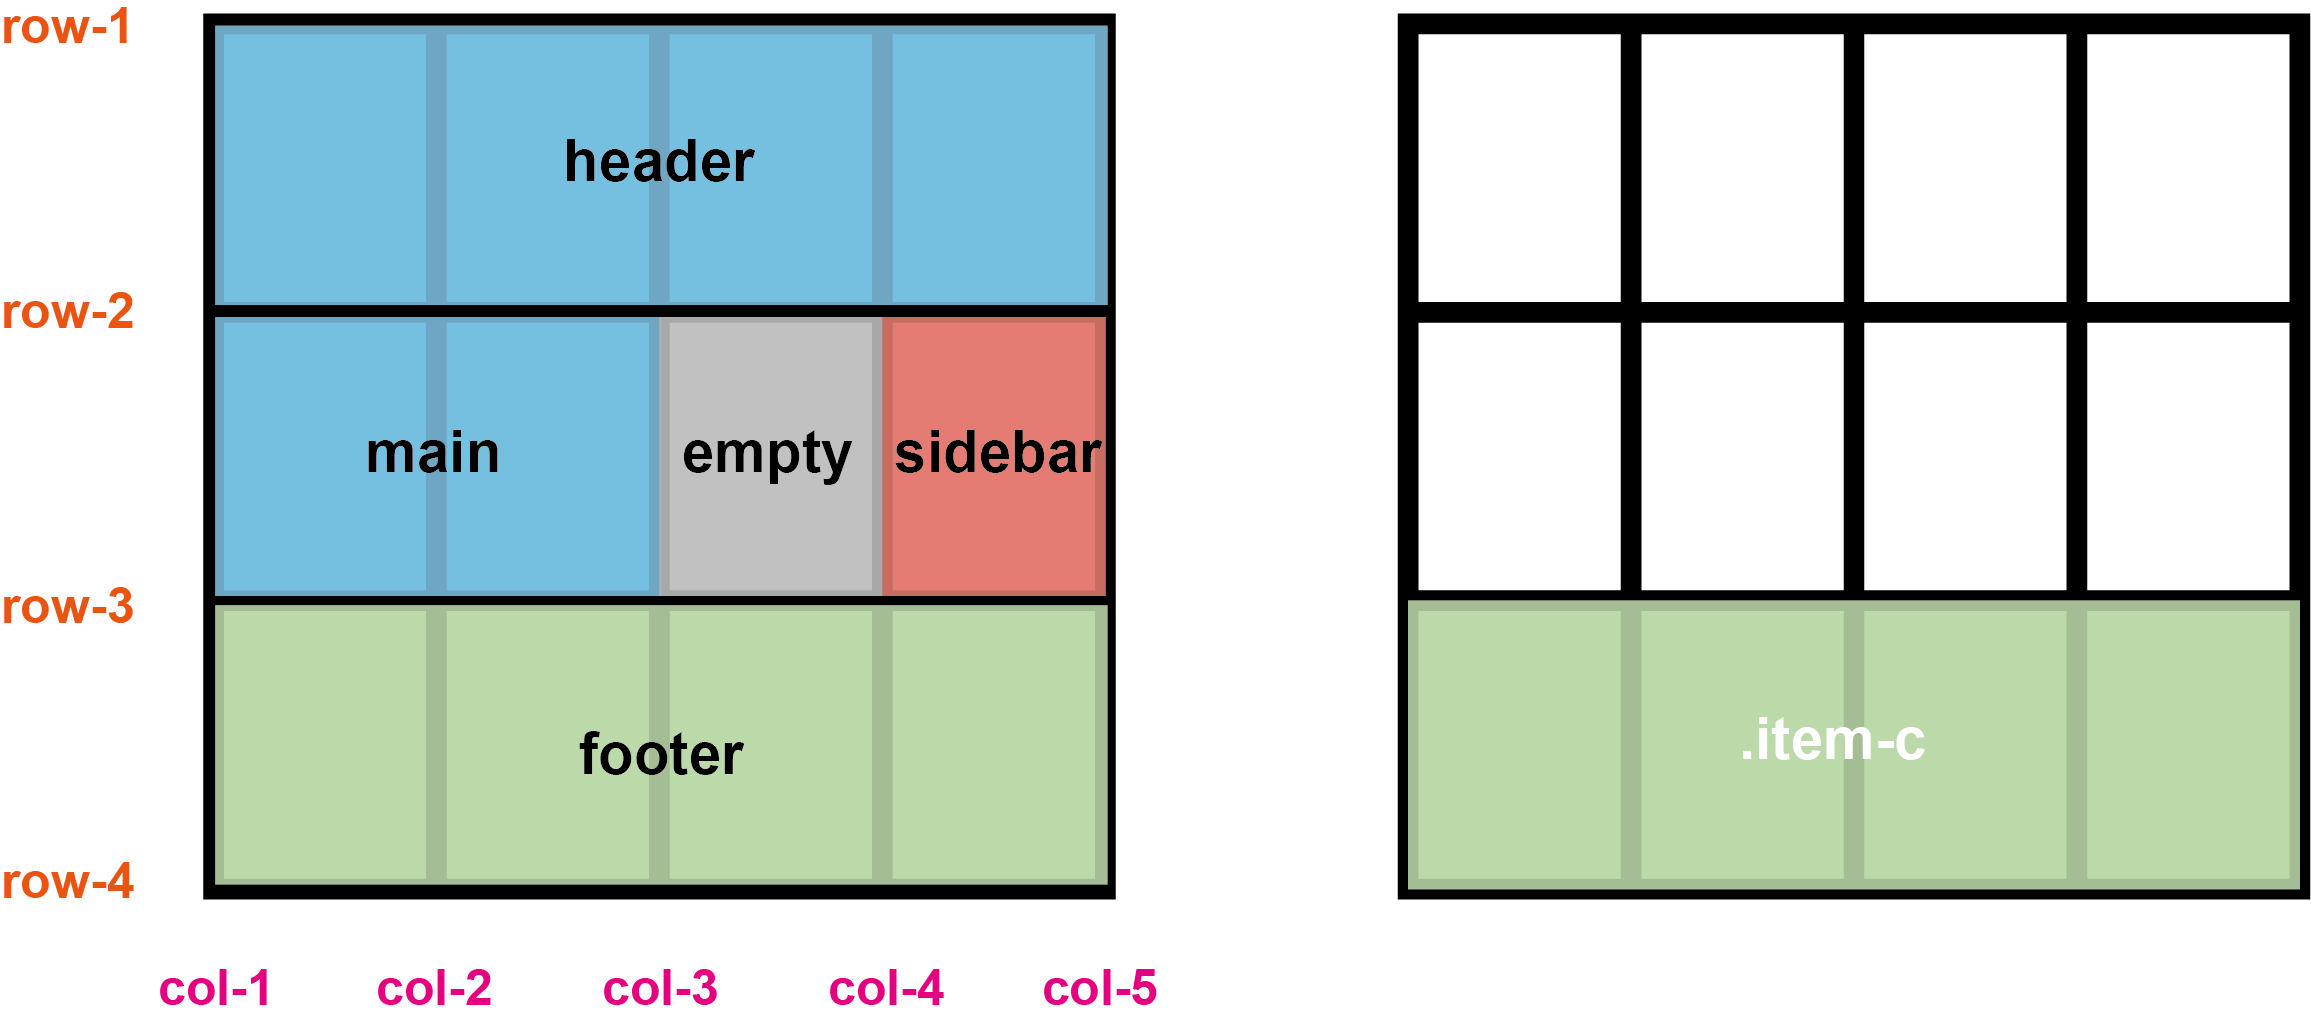 row-1
header
row-2
main empty sidebar
row-3
footer
.item-c
row-4
col-1 col-2 col-3 col-4 col-5